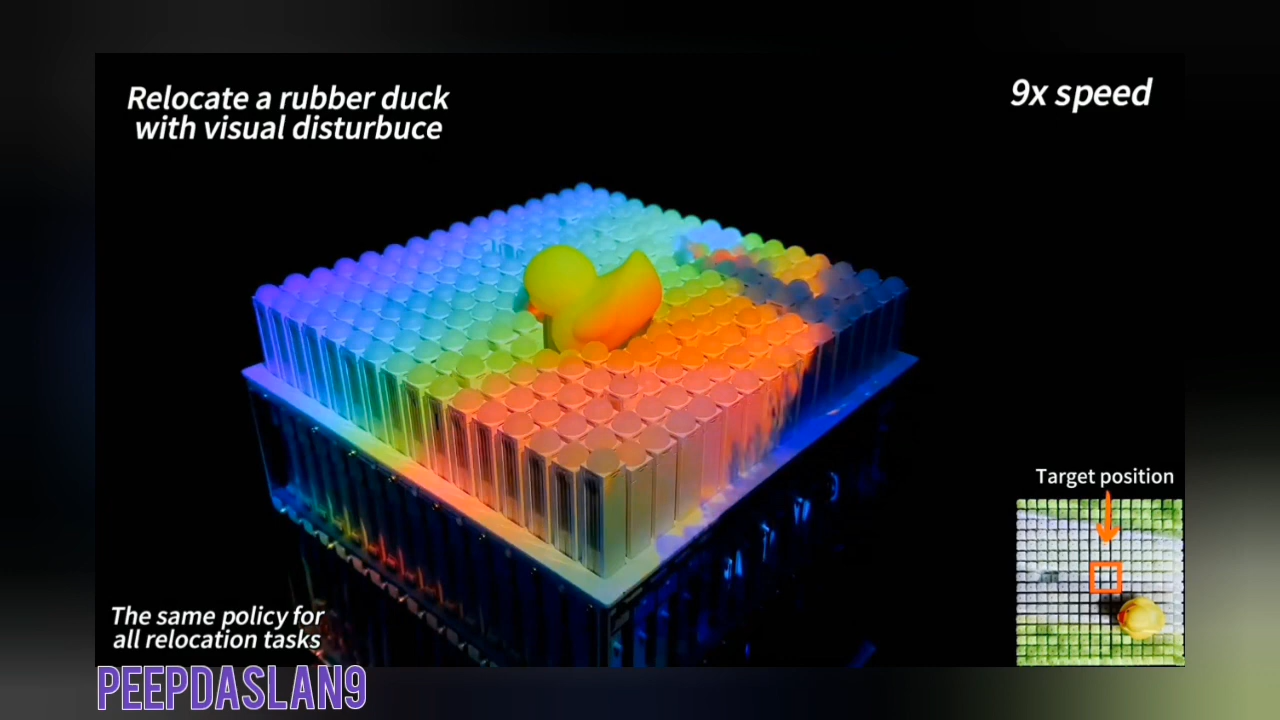 Relocate a rubber duck
with visual disturbuce
9x speed
Target position
The same policy for
all relocation tasks
PEEPDASLAN9